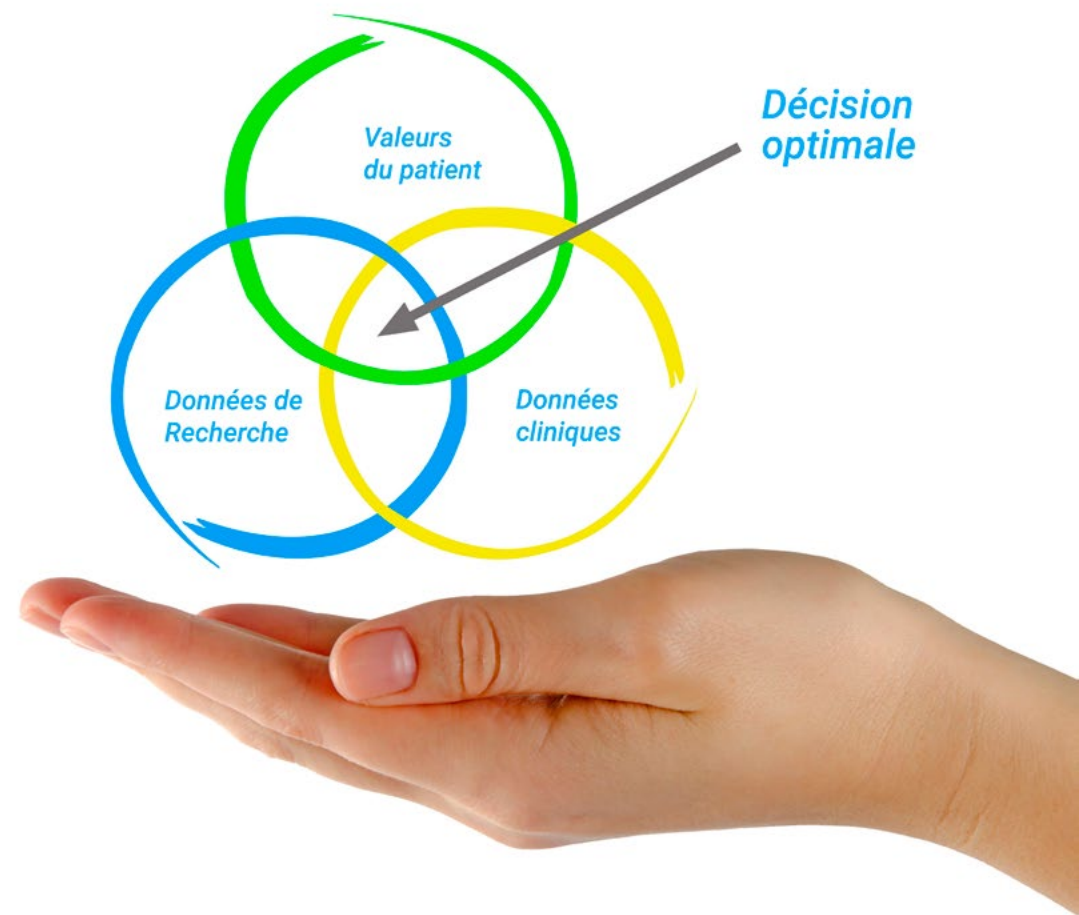 Valeurs
du patient
Décision
optimale
Données de
Recherche
Données
cliniques